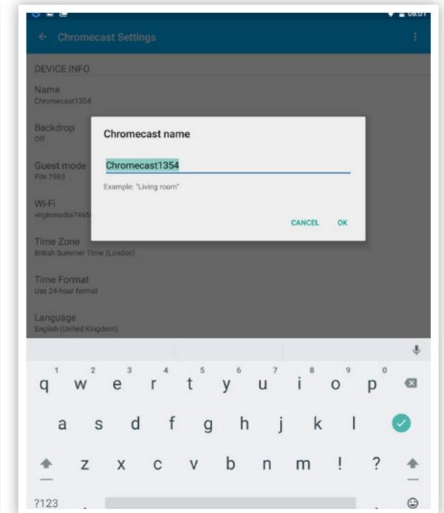 08:01
Chromecast Settings
DEVICE INFO
Name
Chromecast1354
Backdrop
Off
Guest mode
PIN 7983
Wi-Fi
Time Zone
British Summer Time (London)
Time Format
Use 24-hour format
Language
English (United Kingdom)
Chromecast name
Chromecast1354
Example: "Living room"
CANCEL OK
1 2 3 4 5 6 7 8 9 0
q w e r t y u i o p
a s d f g h j k l
z x c v b n m ! ?
?123 , .